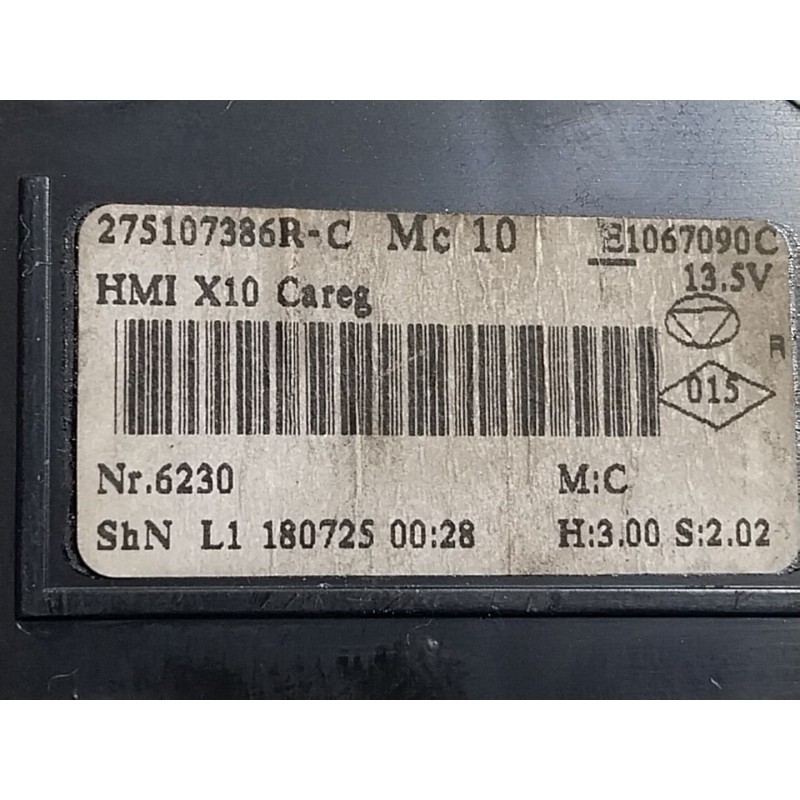 275107386R-C Mc 10 E1067090C
HMI X10 Careg 13.5V
R
015
Nr.6230 M:C
ShN L1 180725 00:28 H:3.00 S:2.02